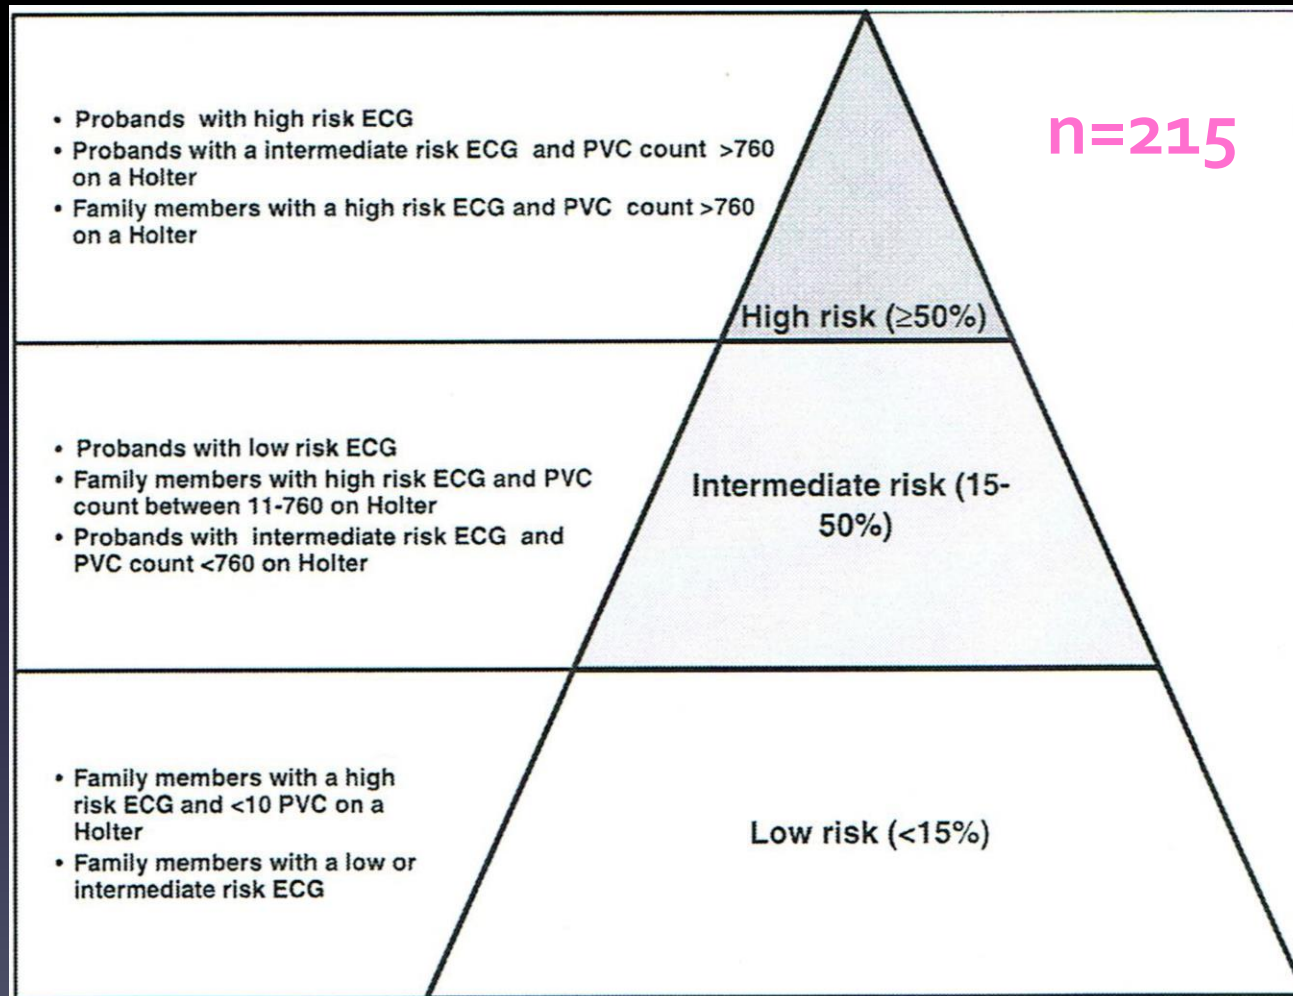 n=215
• Probands with high risk ECG
• Probands with a intermediate risk ECG and PVC count >760
on a Holter
• Family members with a high risk ECG and PVC count >760
on a Holter
High risk (≥50%)
• Probands with low risk ECG
• Family members with high risk ECG and PVC
count between 11-760 on Holter
• Probands with intermediate risk ECG and
PVC count <760 on Holter
Intermediate risk (15-
50%)
• Family members with a high
risk ECG and <10 PVC on a
Holter
• Family members with a low or
intermediate risk ECG
Low risk (<15%)